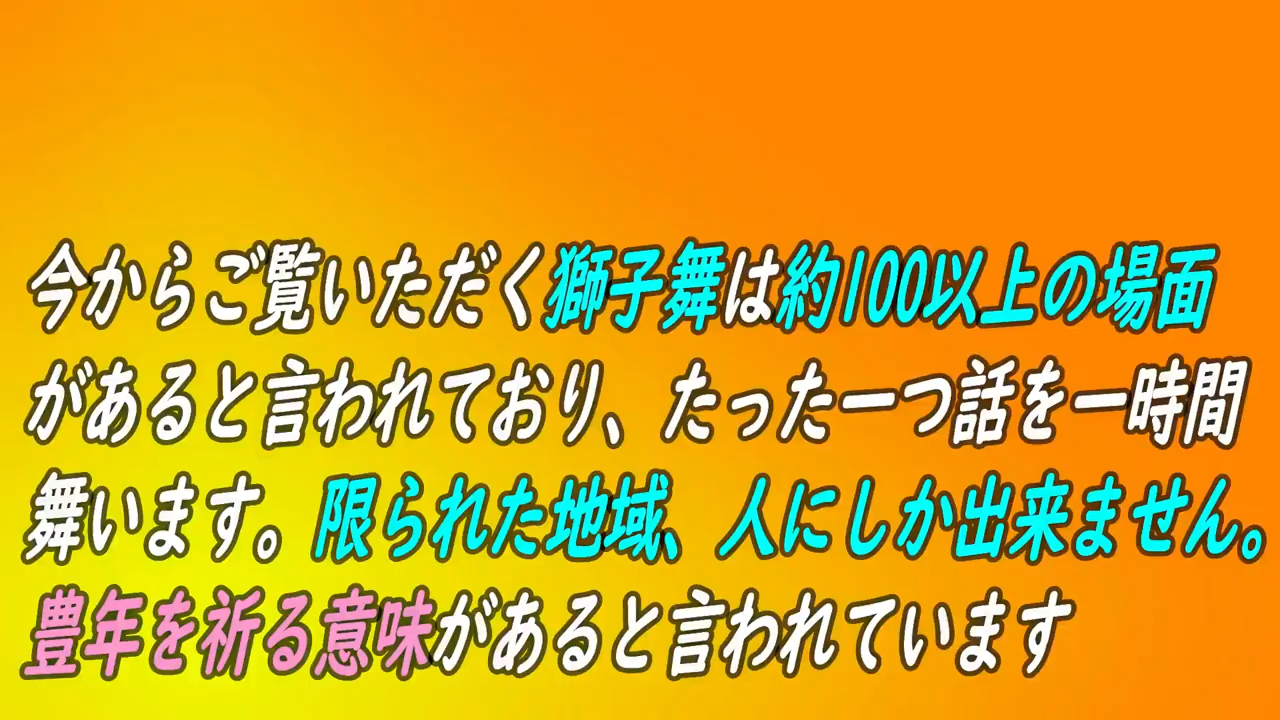 今からご覧いただく獅子舞は約100以上の場面
があると言われており、たった一つ話を一時間
舞います。限られた地域、人にしか出来ません。
豊年を祈る意味があると言われています